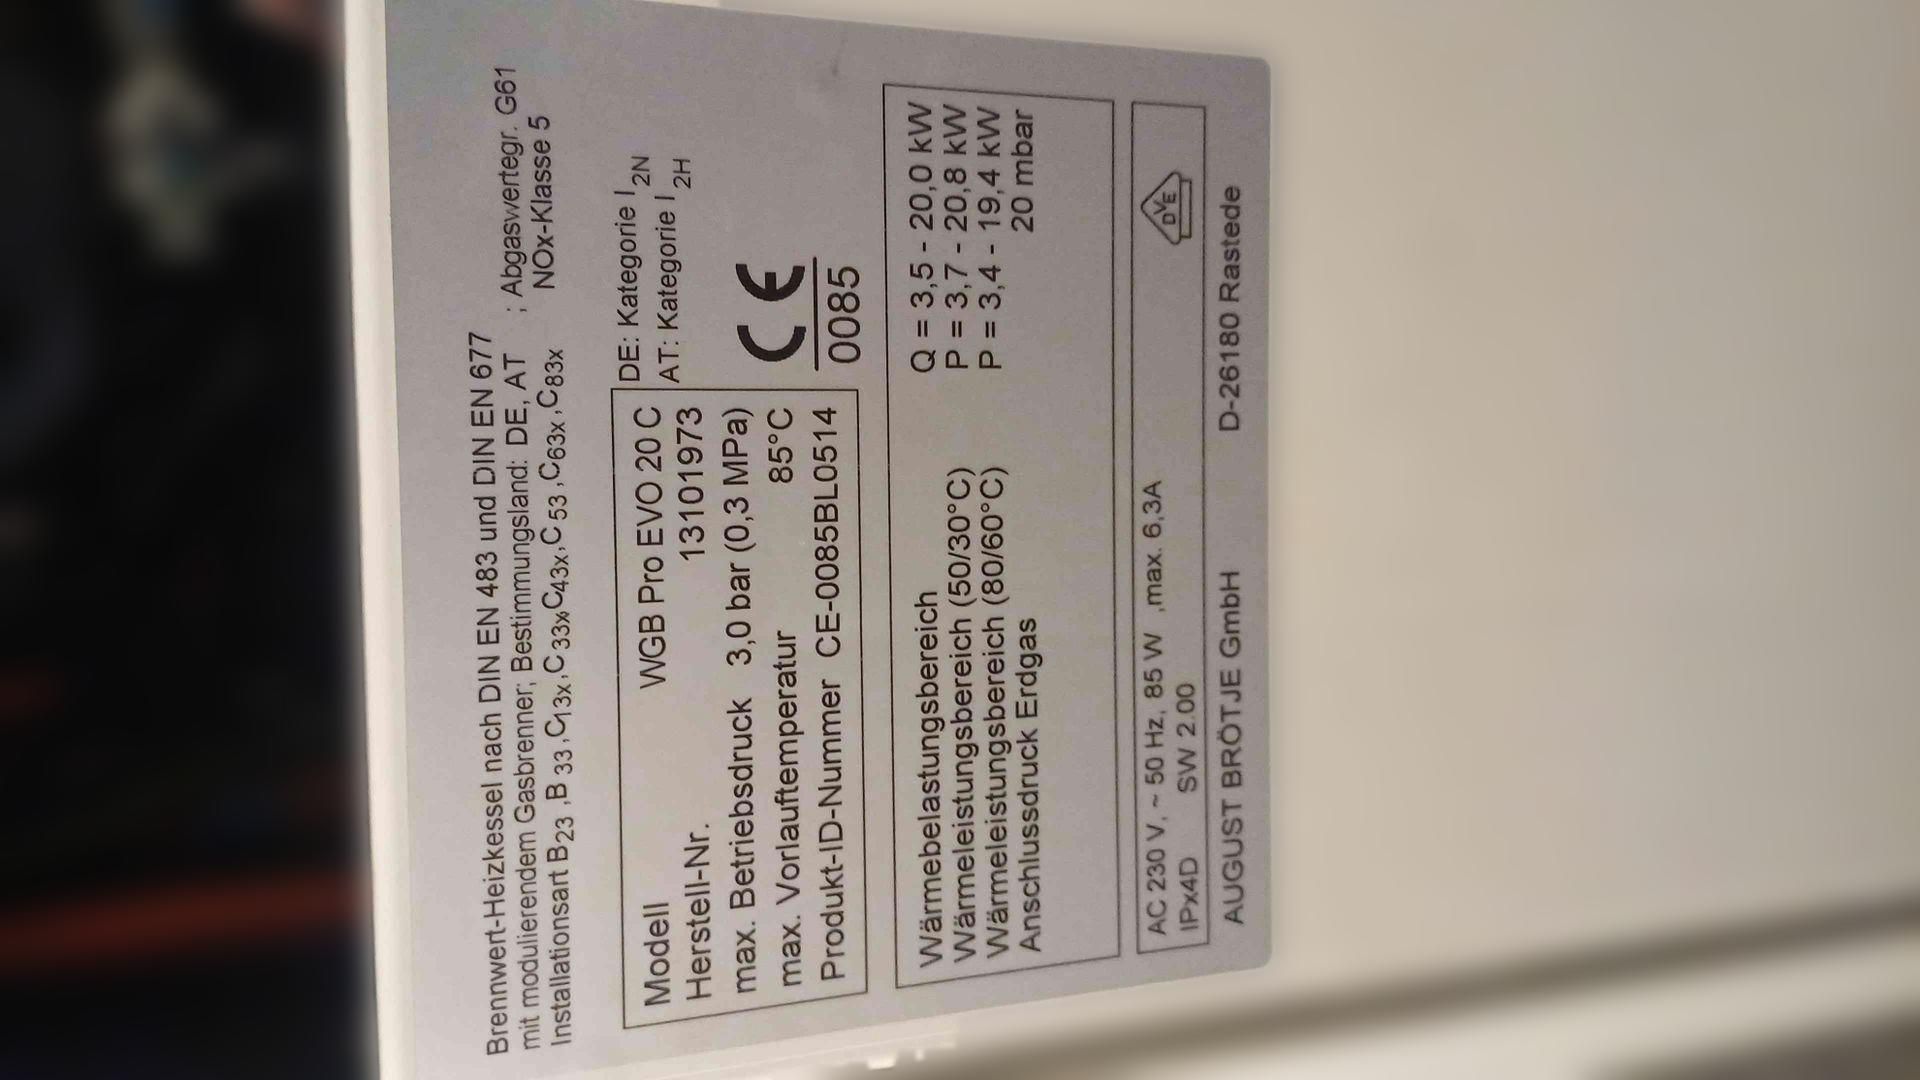 Brennwert-Heizkessel nach DIN EN 483 und DIN EN 677
mit modulierendem Gasbrenner; Bestimmungsland: DE, AT ; Abgaswertegr. G61
Installationsart B23 ,B 33 ,C13x,C33x,C43x,C53 ,C63x ,C83x NOx-Klasse 5
DE: Kategorie I2N
AT: Kategorie I2H
Modell WGB Pro EVO 20 C
Herstell-Nr. 13101973
max. Betriebsdruck 3,0 bar (0,3 MPa)
max. Vorlauftemperatur 85°C
Produkt-ID-Nummer CE-0085BL0514
CE
0085
Wärmebelastungsbereich Q = 3,5 - 20,0 kW
Wärmeleistungsbereich (50/30°C) P = 3,7 - 20,8 kW
Wärmeleistungsbereich (80/60°C) P = 3,4 - 19,4 kW
Anschlussdruck Erdgas 20 mbar
AC 230 V, ~ 50 Hz, 85 W ,max. 6,3A
IPx4D SW 2.00
DVE
AUGUST BRÖTJE GmbH D-26180 Rastede